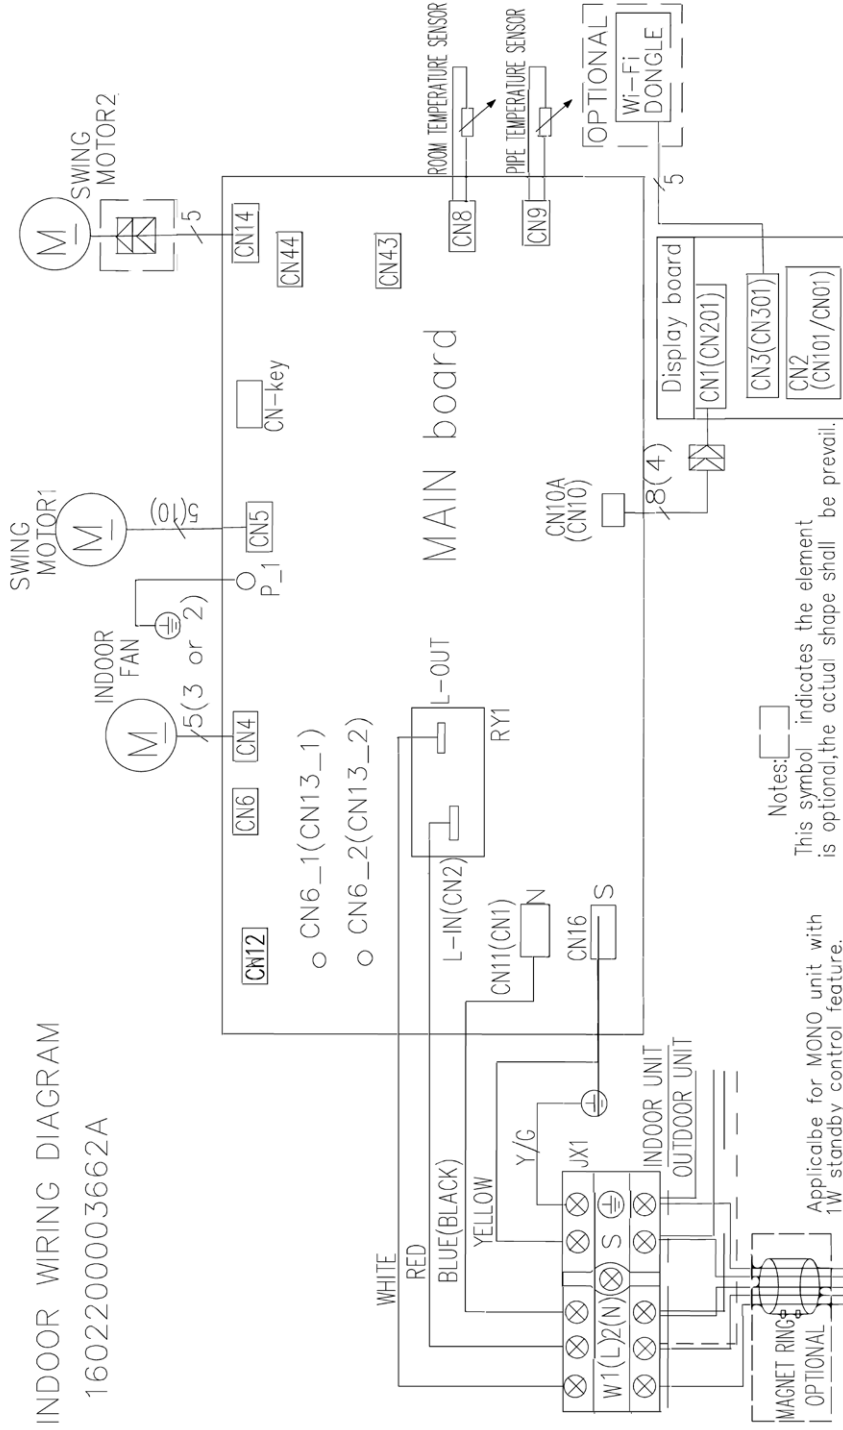 INDOOR WIRING DIAGRAM
16022000003662A
SWING
MOTOR2
SWING
MOTOR1
INDOOR
FAN
5
5(10)
5(3 or 2)
P_1
CN12
CN6
CN4
CN5
CN-key
CN14
CN44
CN43
CN6_1(CN13_1)
CN6_2(CN13_2)
L-IN(CN2)
L-OUT
RY1
MAIN board
CN11(CN1)
N
CN16
S
CN10A
(CN10)
8(4)
CN8
CN9
ROOM TEMPERATURE SENSOR
PIPE TEMPERATURE SENSOR
OPTIONAL
Wi-Fi
DONGLE
5
Display board
CN1(CN201)
CN3(CN301)
CN2
(CN101/CN01)
WHITE
RED
BLUE(BLACK)
YELLOW
Y/G
JX1
W1(L)2(N)
S
INDOOR UNIT
OUTDOOR UNIT
MAGNET RING
OPTIONAL
Applicalbe for MONO unit with
1W standby control feature.
Notes:
This symbol indicates the element
is optional,the actual shape shall be prevail.